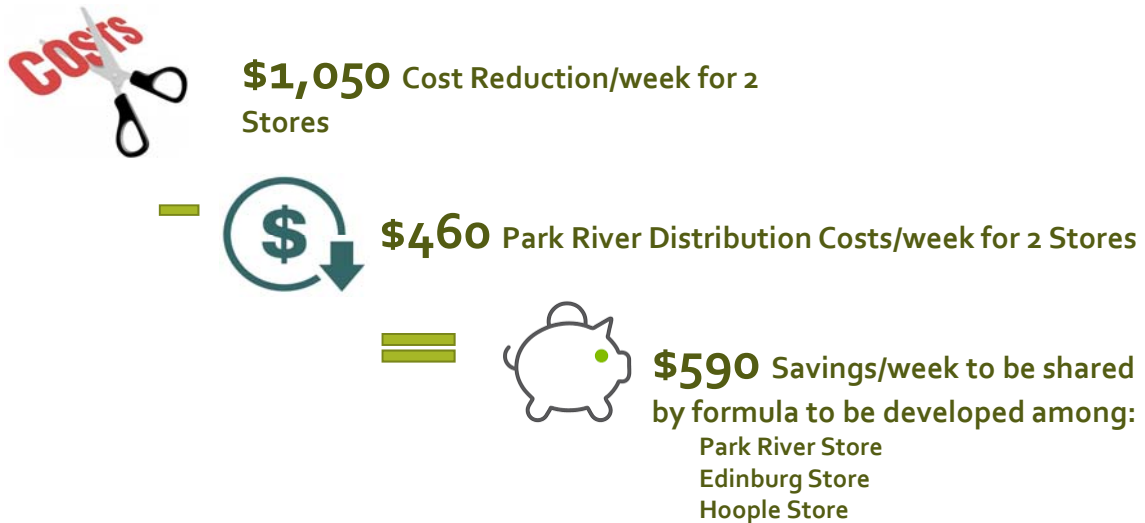 COSTS
$1,050 Cost Reduction/week for 2
Stores
$
$460 Park River Distribution Costs/week for 2 Stores
$590 Savings/week to be shared
by formula to be developed among:
Park River Store
Edinburg Store
Hoople Store